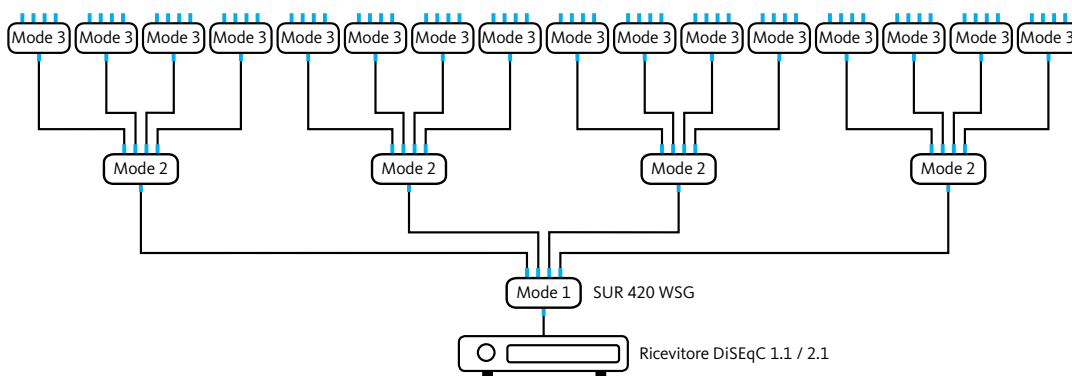 Mode 3 Mode 3 Mode 3 Mode 3 Mode 3 Mode 3 Mode 3 Mode 3 Mode 3 Mode 3 Mode 3 Mode 3 Mode 3 Mode 3 Mode 3 Mode 3
Mode 2 Mode 2 Mode 2 Mode 2
Mode 1 SUR 420 WSG
Ricevitore DiSEqC 1.1 / 2.1